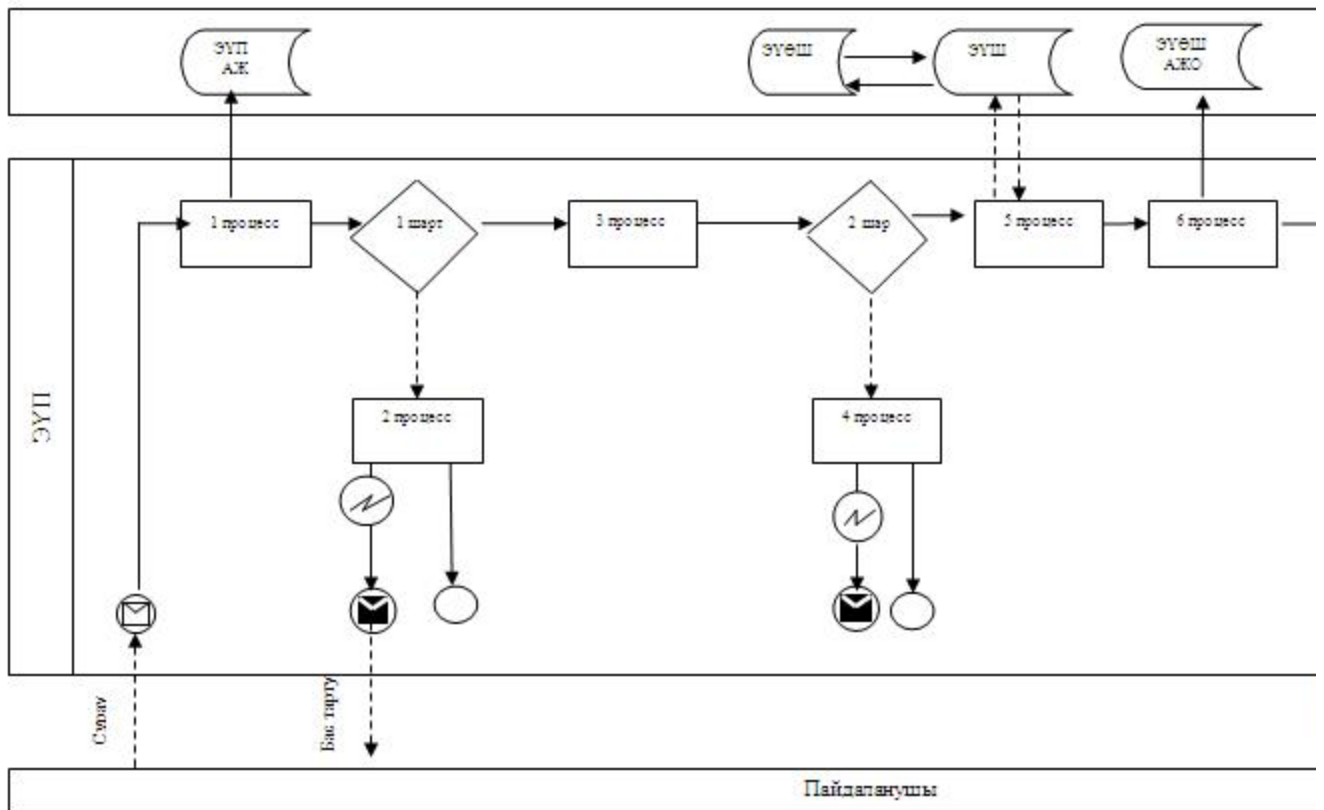 ЭҮП
АЖ
ЭҮӨШ
ЭҮШ
ЭҮӨШ
АЖО
1 процесс
1 шарт
3 процесс
2 шар
5 процесс
6 процесс
2 процесс
4 процесс
ЭҮП
Сұрау
Бас тарту
Пайдаланушы